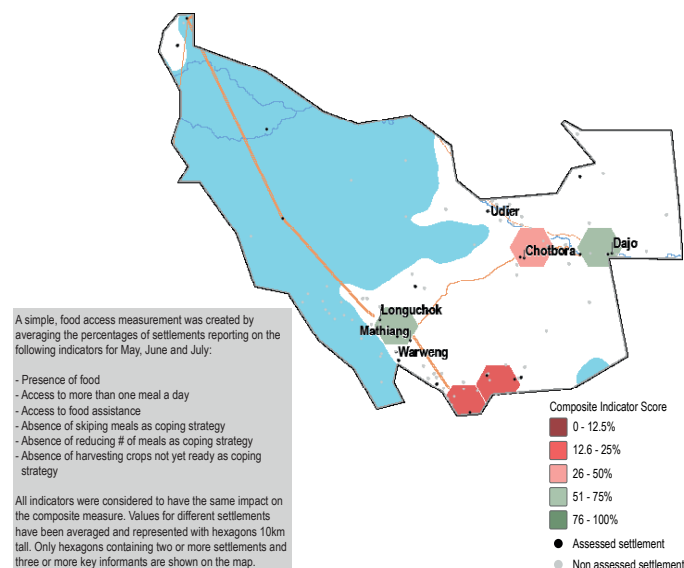 Udier
Chotbora
Dajo
Longuchok
Mathiang
Warweng
A simple, food access measurement was created by
averaging the percentages of settlements reporting on the
following indicators for May, June and July:
- Presence of food
- Access to more than one meal a day
- Access to food assistance
- Absence of skiping meals as coping strategy
- Absence of reducing # of meals as coping strategy
- Absence of harvesting crops not yet ready as coping
strategy
All indicators were considered to have the same impact on
the composite measure. Values for different settlements
have been averaged and represented with hexagons 10km
tall. Only hexagons containing two or more settlements and
three or more key informants are shown on the map.
Composite Indicator Score
0 - 12.5%
12.6 - 25%
26 - 50%
51 - 75%
76 - 100%
Assessed settlement
Non assessed settlement